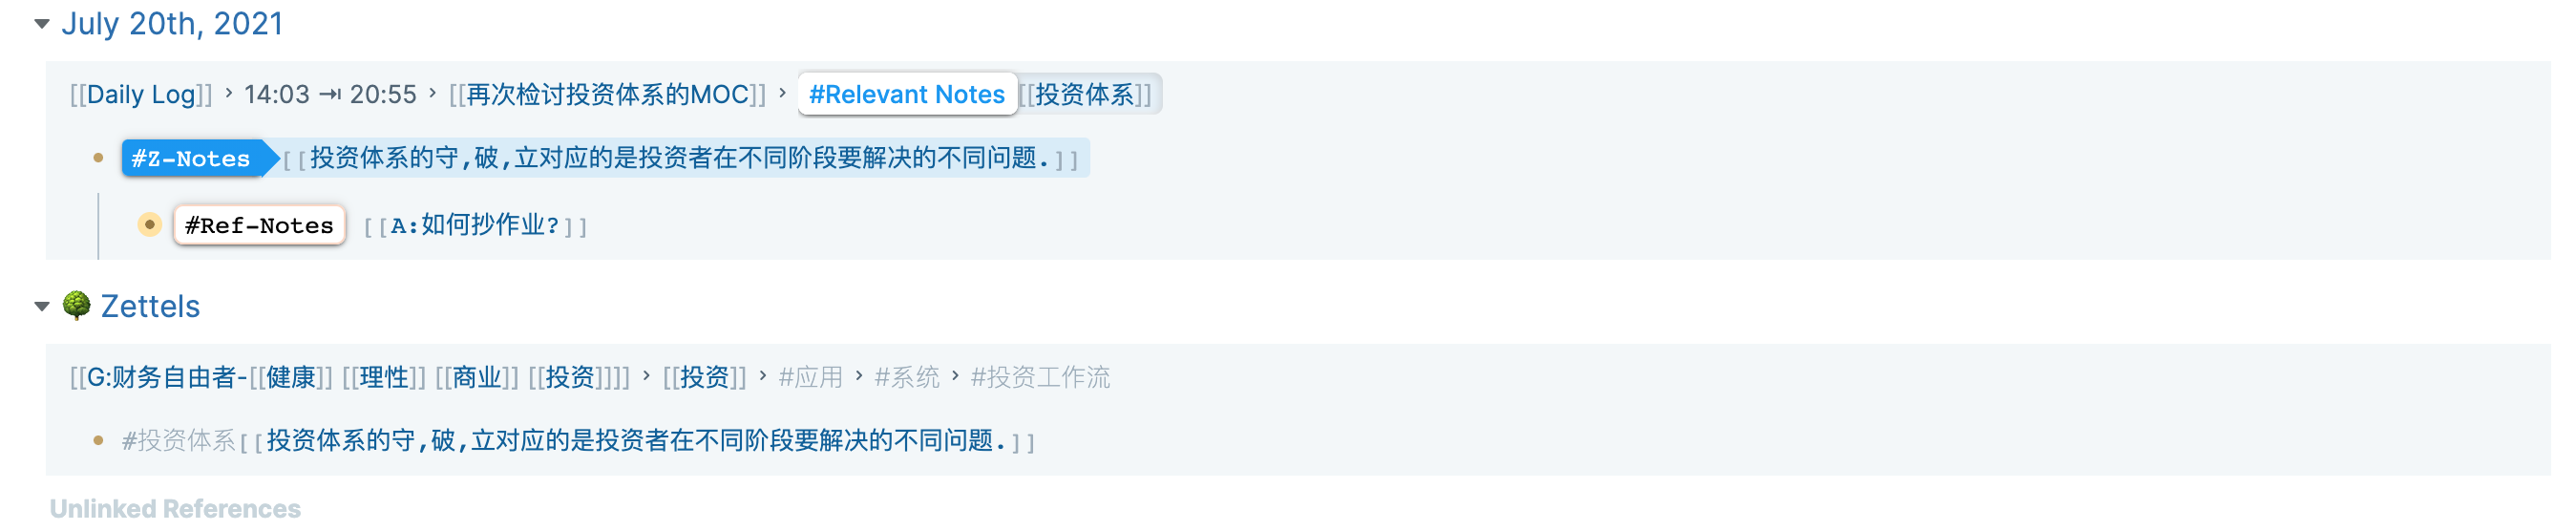 July 20th, 2021
[[Daily Log]] › 14:03 ⇥ 20:55 › [[再次检讨投资体系的MOC]] › #Relevant Notes [[投资体系]]
#Z-Notes [[投资体系的守,破,立对应的是投资者在不同阶段要解决的不同问题.]]
#Ref-Notes [[A:如何抄作业?]]
🌳 Zettels
[[G:财务自由者-[[健康]] [[理性]] [[商业]] [[投资]]]] › [[投资]] › #应用 › #系统 › #投资工作流
#投资体系[[投资体系的守,破,立对应的是投资者在不同阶段要解决的不同问题.]]
Unlinked References